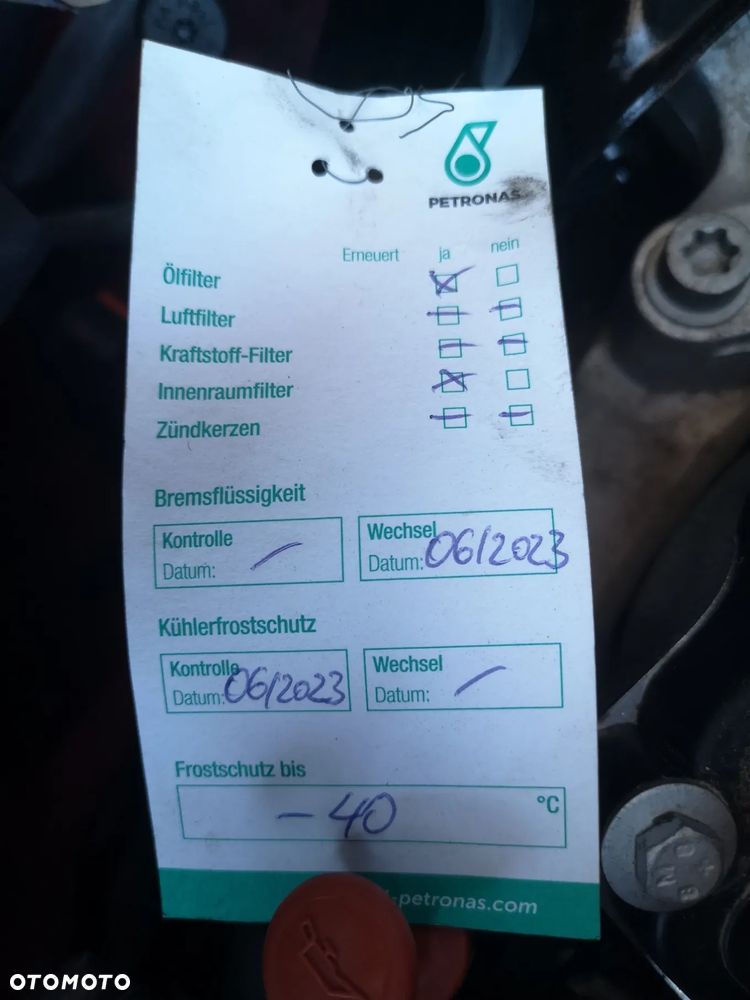 PETRONAS
Erneuert ja nein
Ölfilter
Luftfilter
Kraftstoff-Filter
Innenraumfilter
Zündkerzen
Bremsflüssigkeit
Kontrolle Wechsel
Datum: / Datum: 06/2023
Kühlerfrostschutz
Kontrolle Wechsel
Datum: 06/2023 Datum: /
Frostschutz bis
-40 °C
-petronas.com
OTOMOTO